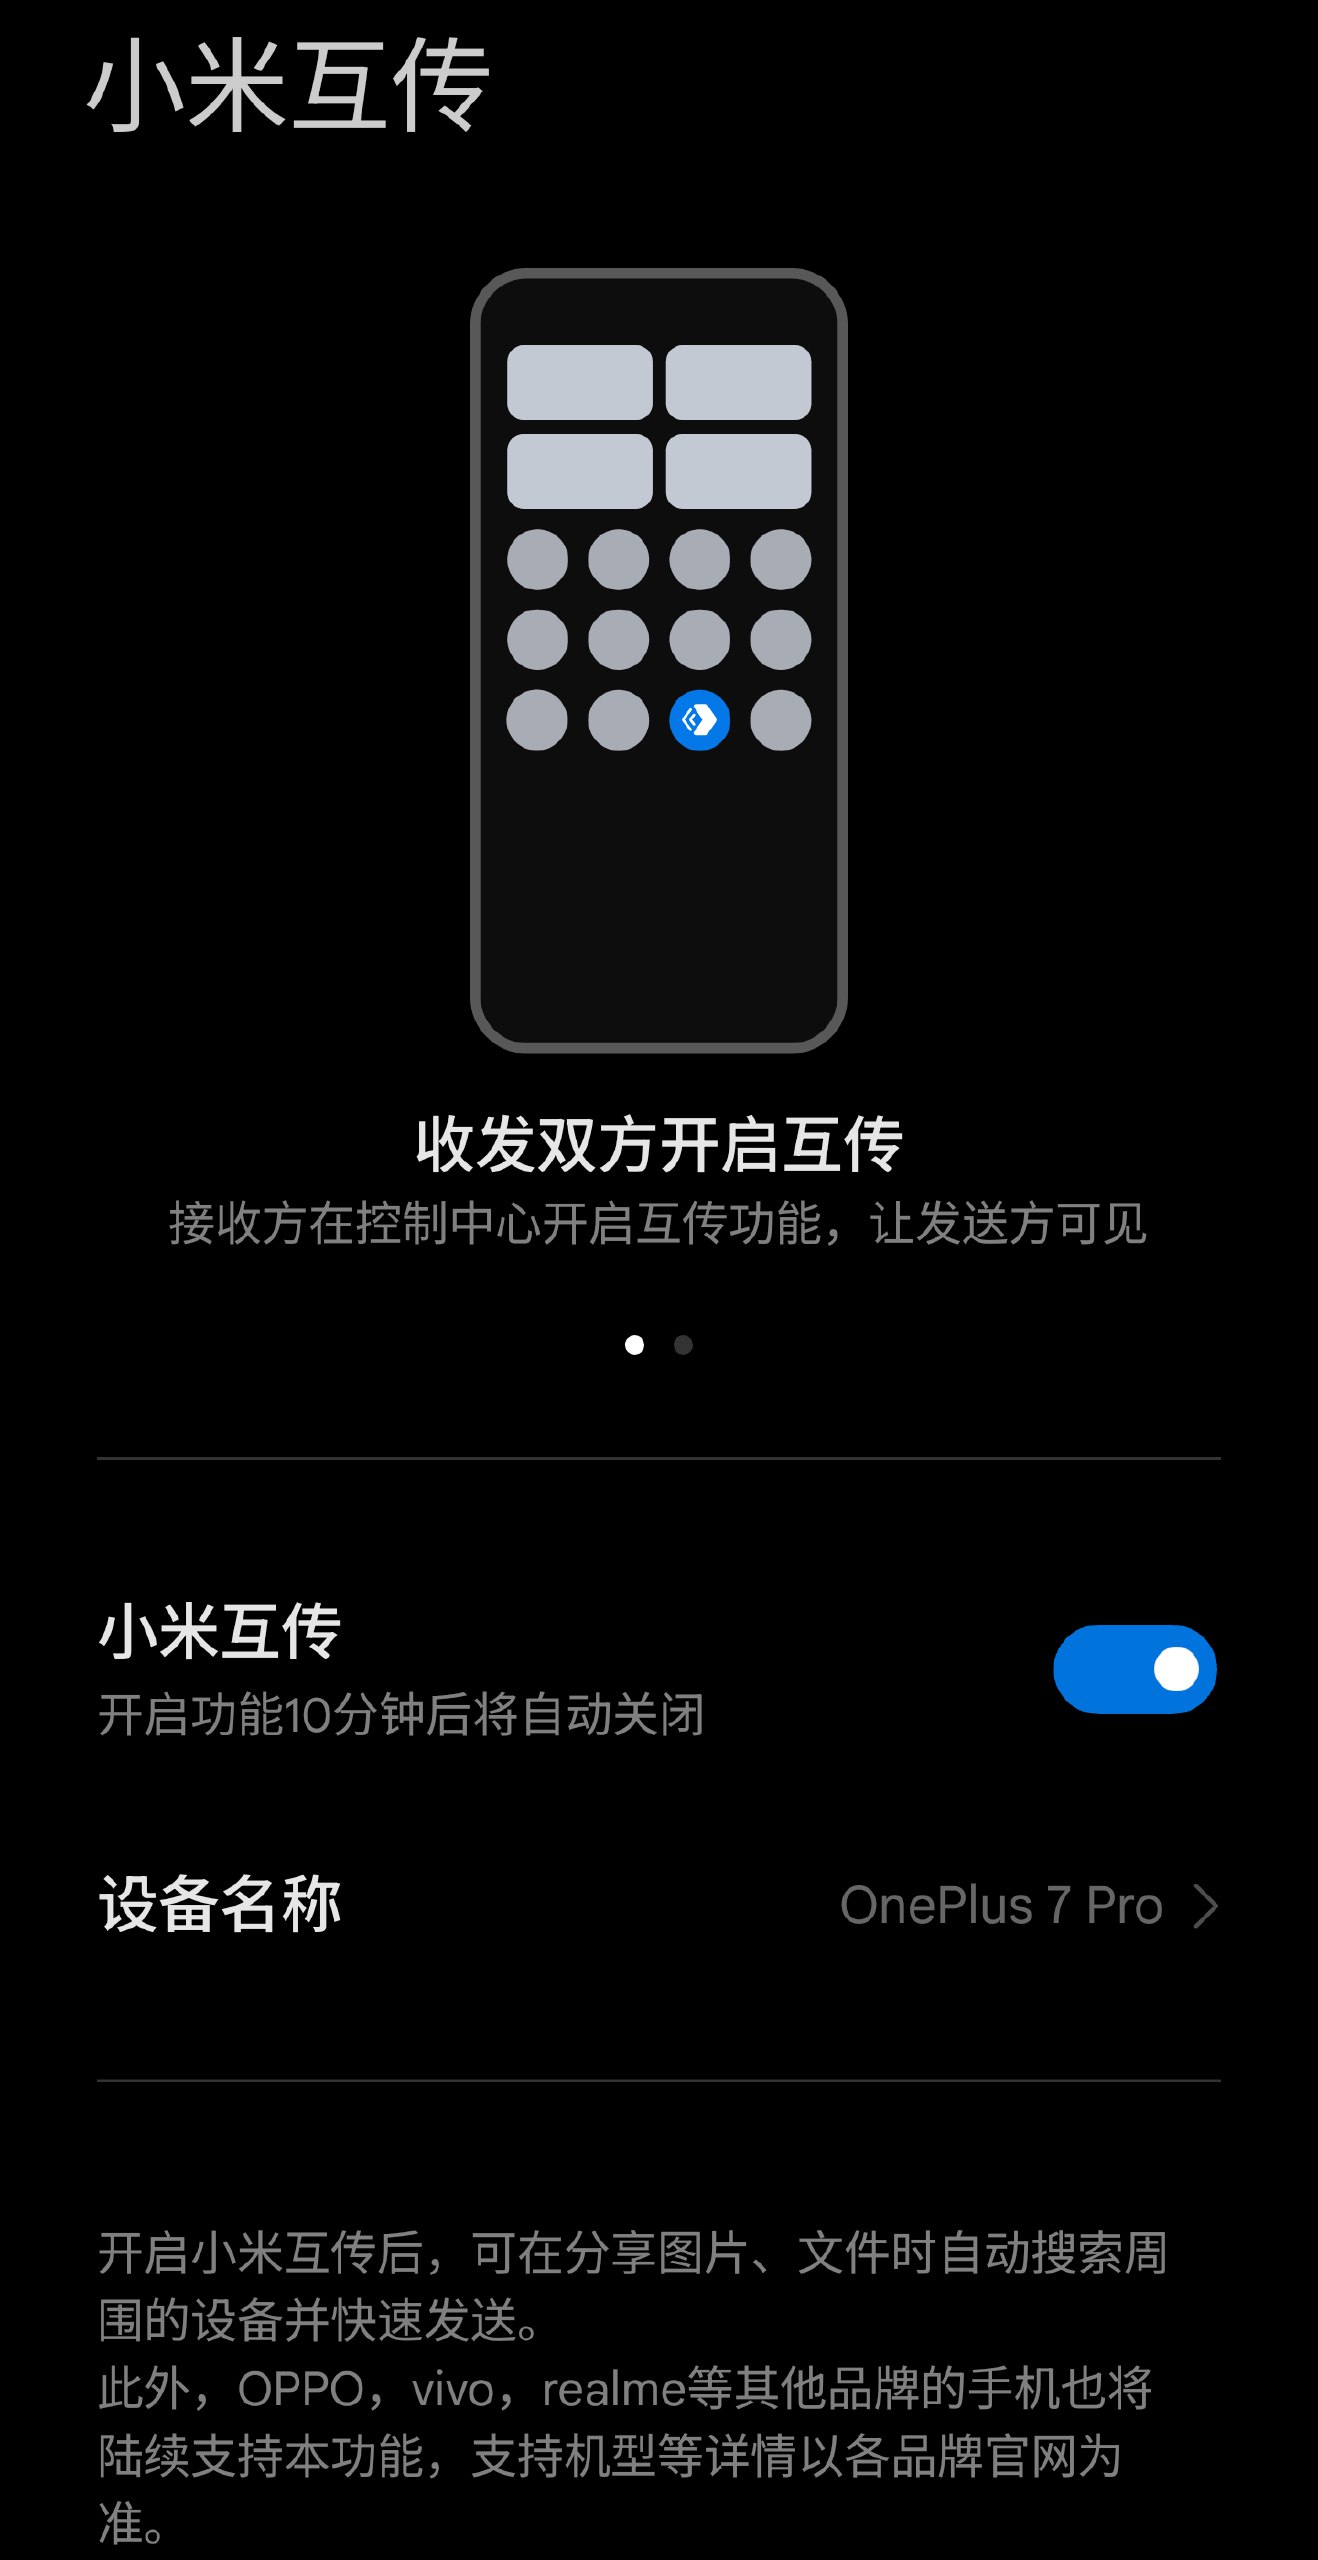 小米互传
收发双方开启互传
接收方在控制中心开启互传功能，让发送方可见
小米互传
开启功能10分钟后将自动关闭
设备名称
OnePlus 7 Pro
开启小米互传后，可在分享图片、文件时自动搜索周
围的设备并快速发送。
此外，OPPO，vivo，realme等其他品牌的手机也将
陆续支持本功能，支持机型等详情以各品牌官网为
准。